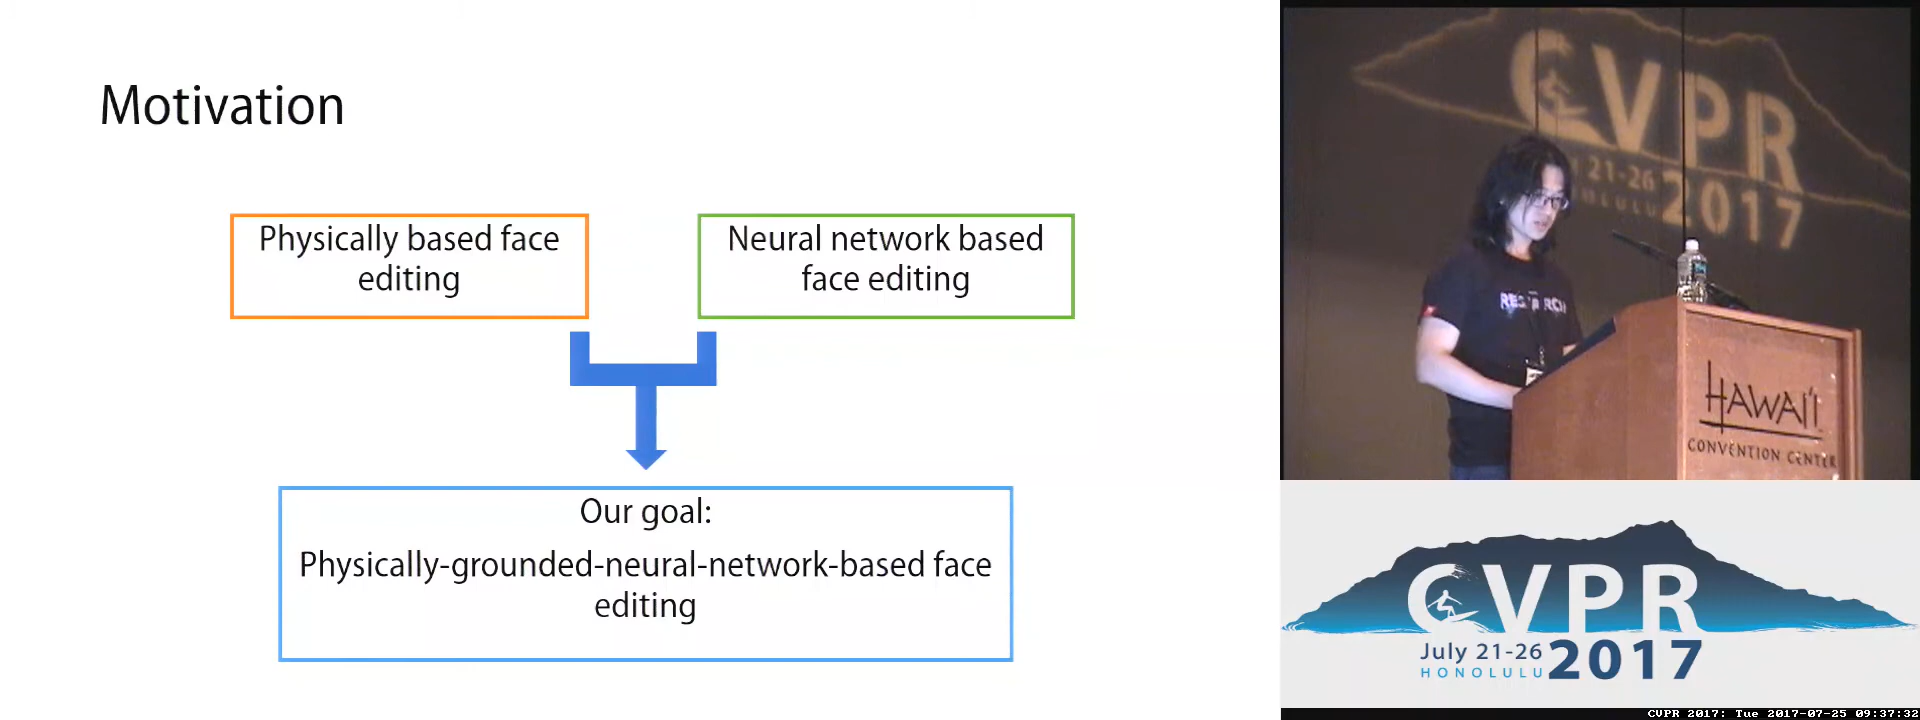 Motivation
Physically based face
editing
Neural network based
face editing
Our goal:
Physically-grounded-neural-network-based face
editing
CVPR
21-26
2017
HAWAI'I
CONVENTION CENTER
CVPR
July 21-26
HONOLULU
2017
CVPR 2017: Tue 2017-07-25 09:37:32